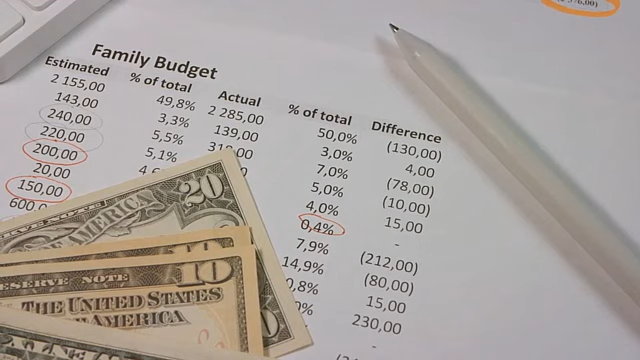 Family Budget
Estimated % of total Actual % of total Difference
2 155,00 49,8% 2 285,00 50,0% (130,00)
143,00 3,3% 139,00 3,0% 4,00
240,00 5,5% 7,0% (78,00)
220,00 5,1% 5,0% (10,00)
200,00 4,0% 15,00
20,00 0,4% -
150,00 7,9% (212,00)
14,9% (80,00)
15,00
230,00
-
20
AMERICA
10
NOTE
THE UNITED STATES
AMERICA